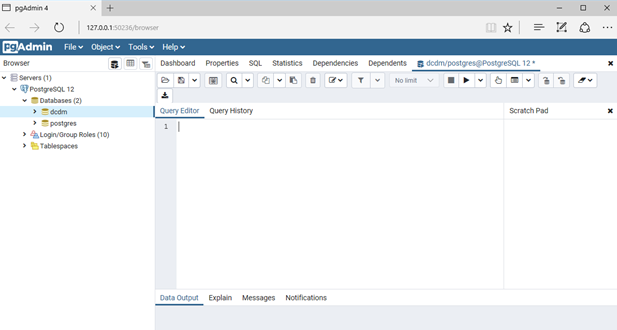 pgAdmin 4
127.0.0.1:50236/browser
pgAdmin File Object Tools Help
Browser
Dashboard Properties SQL Statistics Dependencies Dependents dcdm/postgres@PostgreSQL 12 *
Servers (1)
PostgreSQL 12
Databases (2)
dcdm
postgres
Login/Group Roles (10)
Tablespaces
No limit
Query Editor Query History Scratch Pad
1
Data Output Explain Messages Notifications